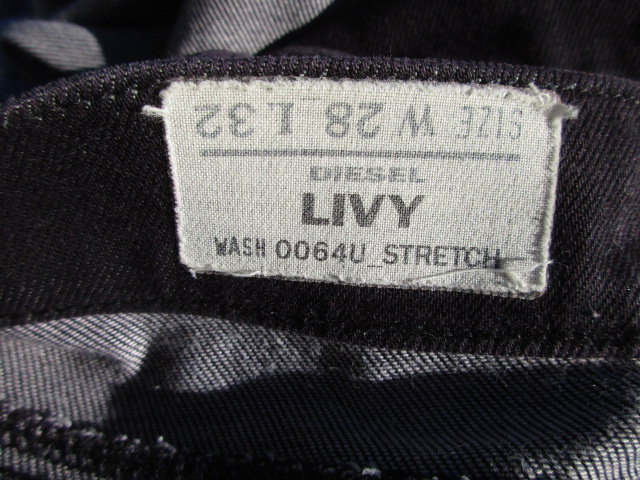 SIZE W 28 L 32
DIESEL
LIVY
WASH 0064U_STRETCH